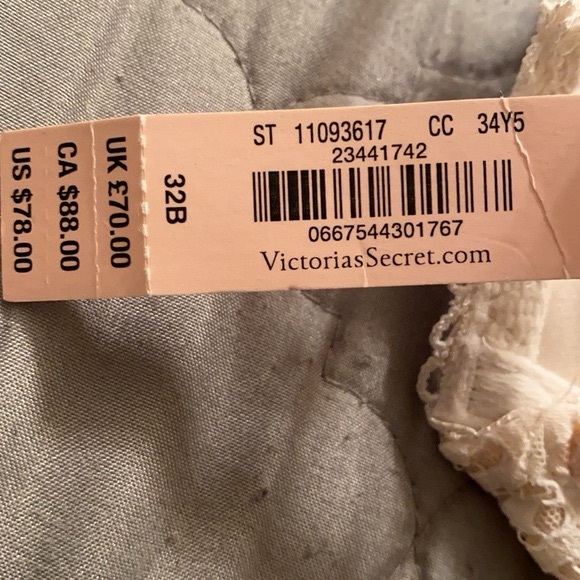 ST 11093617 CC 34Y5
23441742
0667544301767
VictoriasSecret.com
32B
UK £70.00
CA $88.00
US $78.00